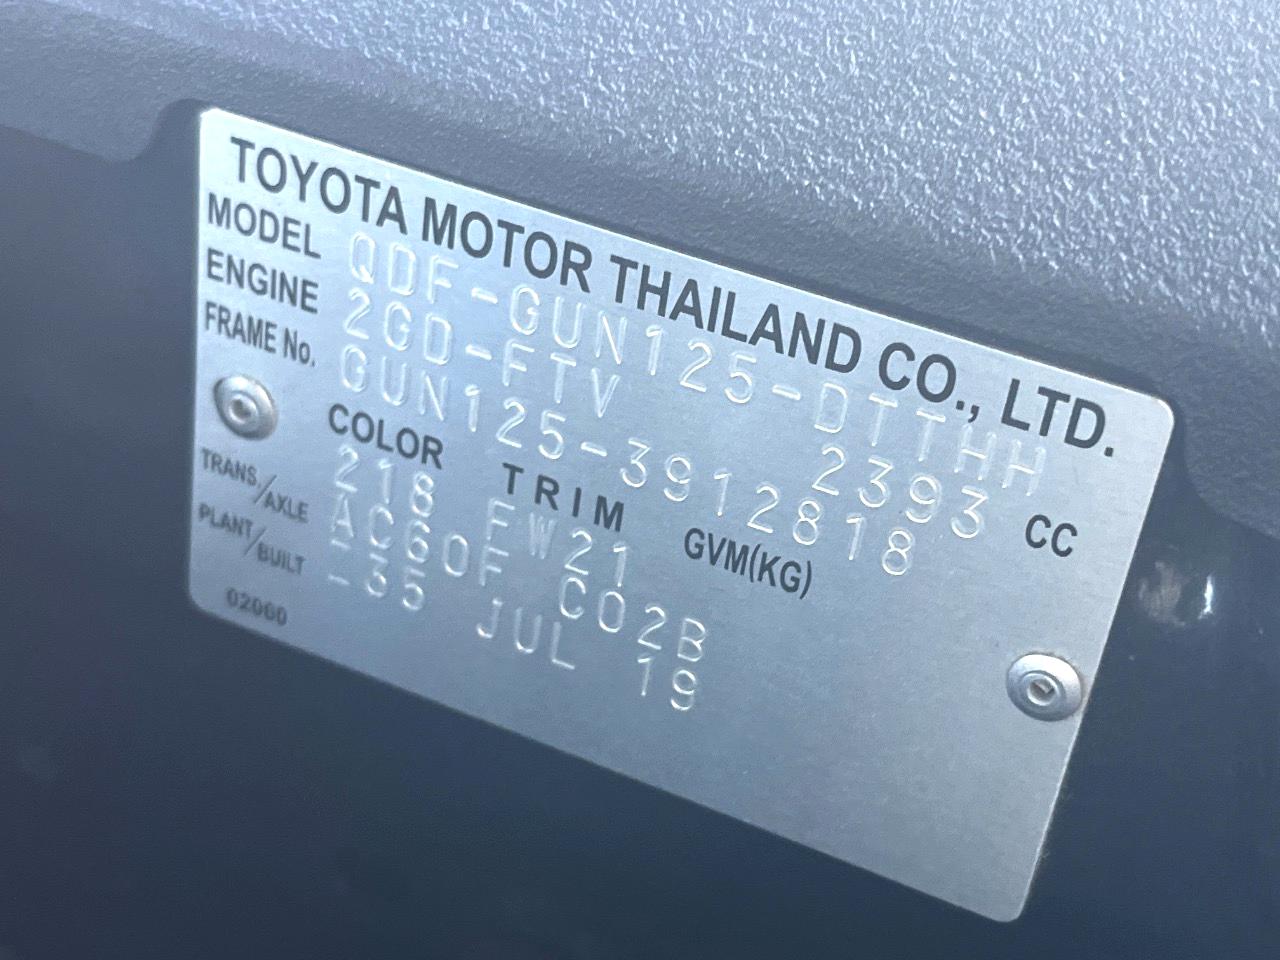 TOYOTA MOTOR THAILAND CO., LTD.
MODEL QDF-GUN125-DTTHH
ENGINE 2GD-FTV 2393 CC
FRAME No. GUN125-3912818
COLOR TRIM GVM(KG)
218 FW21
TRANS/AXLE AC60F C02B
PLANT/BUILT -35 JUL 19
02060